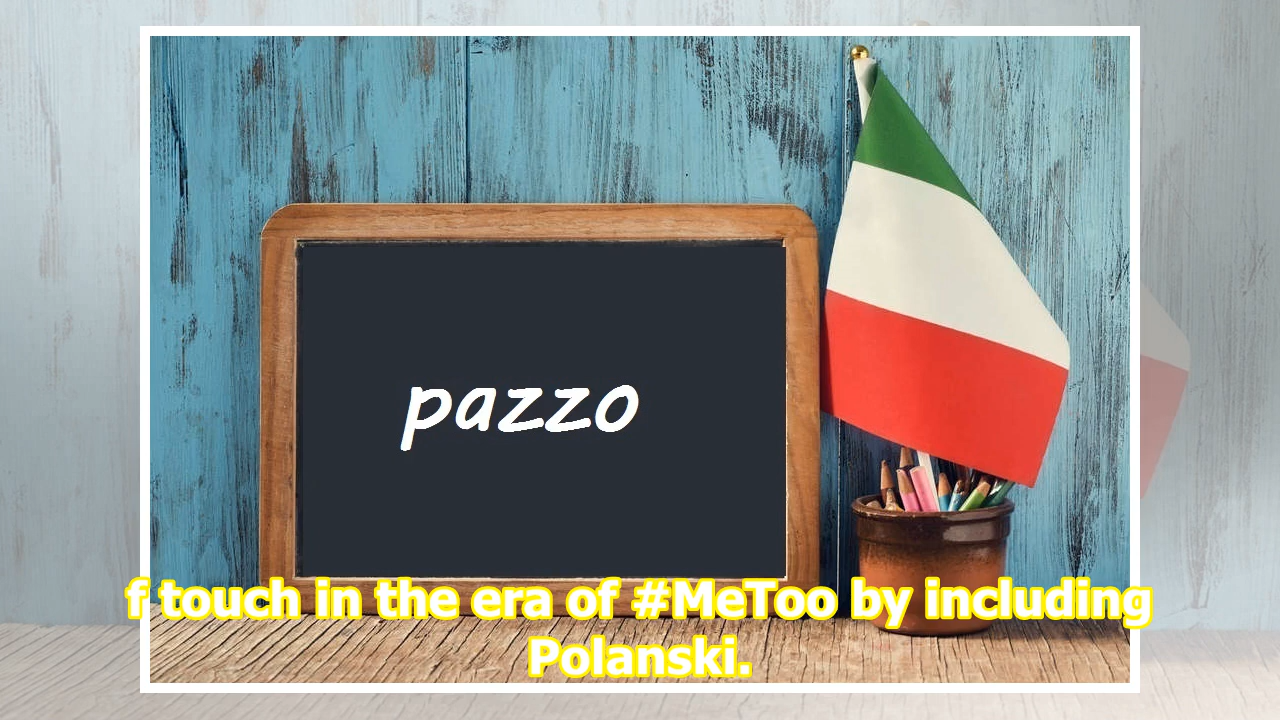 pazzo
f touch in the era of #MeToo by including
Polanski.